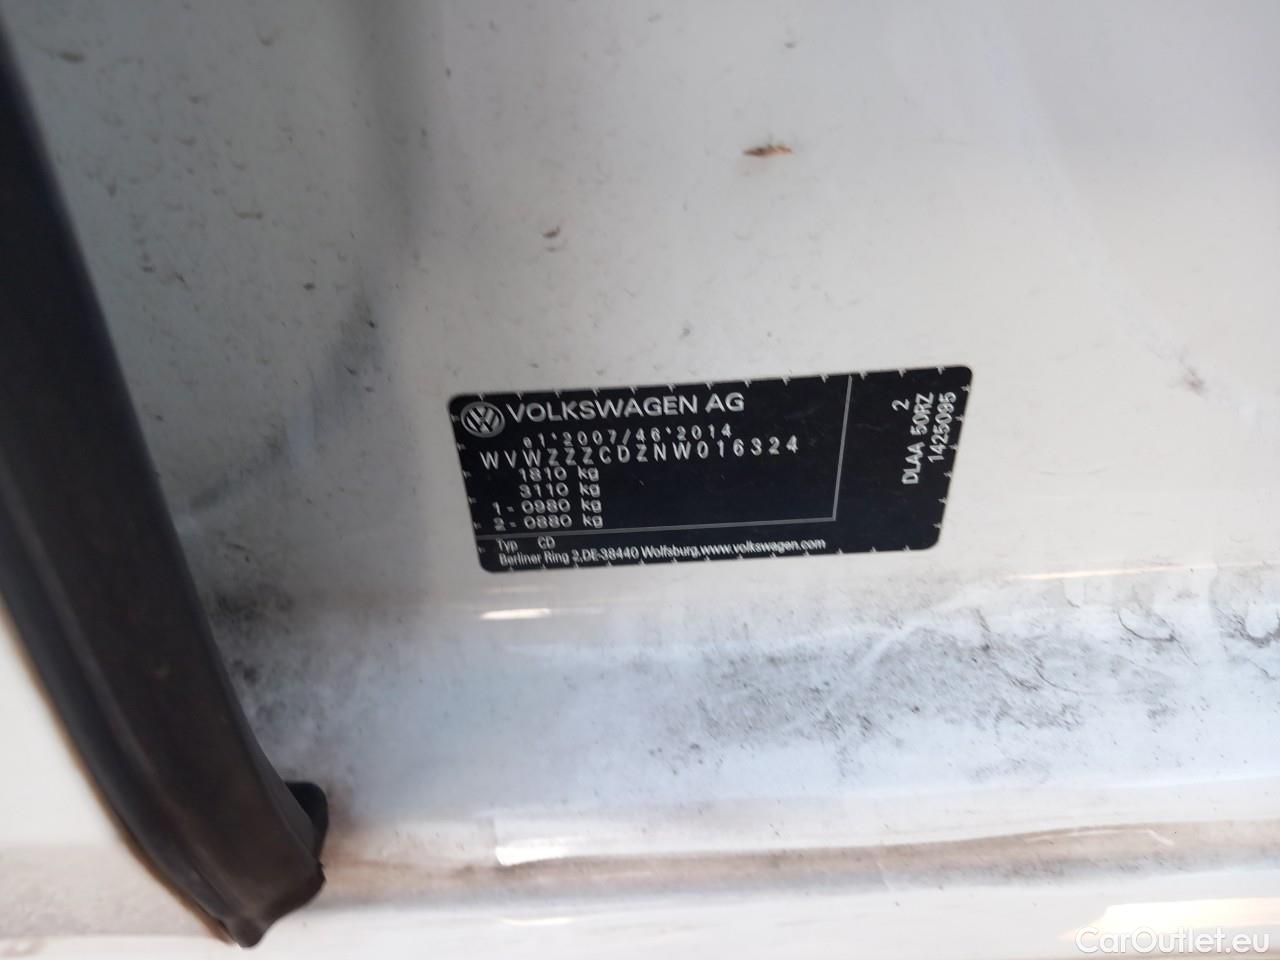 VOLKSWAGEN AG
e1*2007/46*2014
WVWZZZCDZNW016324
1810 kg
3110 kg
1 - 0980 kg
2 - 0880 kg
Typ CD
Berliner Ring 2,DE-38440 Wolfsburg,www.volkswagen.com
2
DLAA 50RZ
1425095
CarOutlet.eu